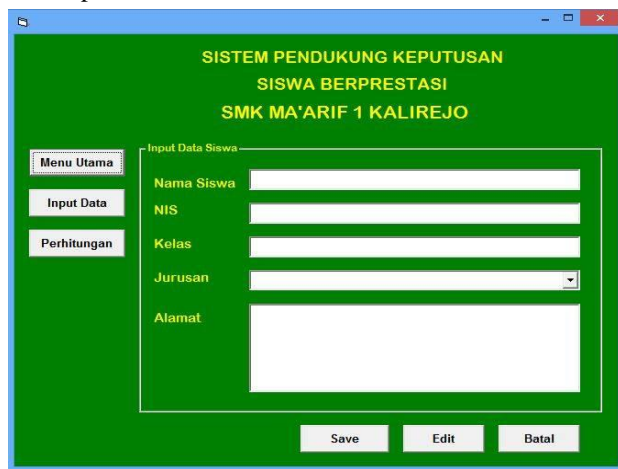 SISTEM PENDUKUNG KEPUTUSAN
SISWA BERPRESTASI
SMK MA'ARIF 1 KALIREJO
Menu Utama
Input Data
Perhitungan
Input Data Siswa
Nama Siswa
NIS
Kelas
Jurusan
Alamat
Save
Edit
Batal